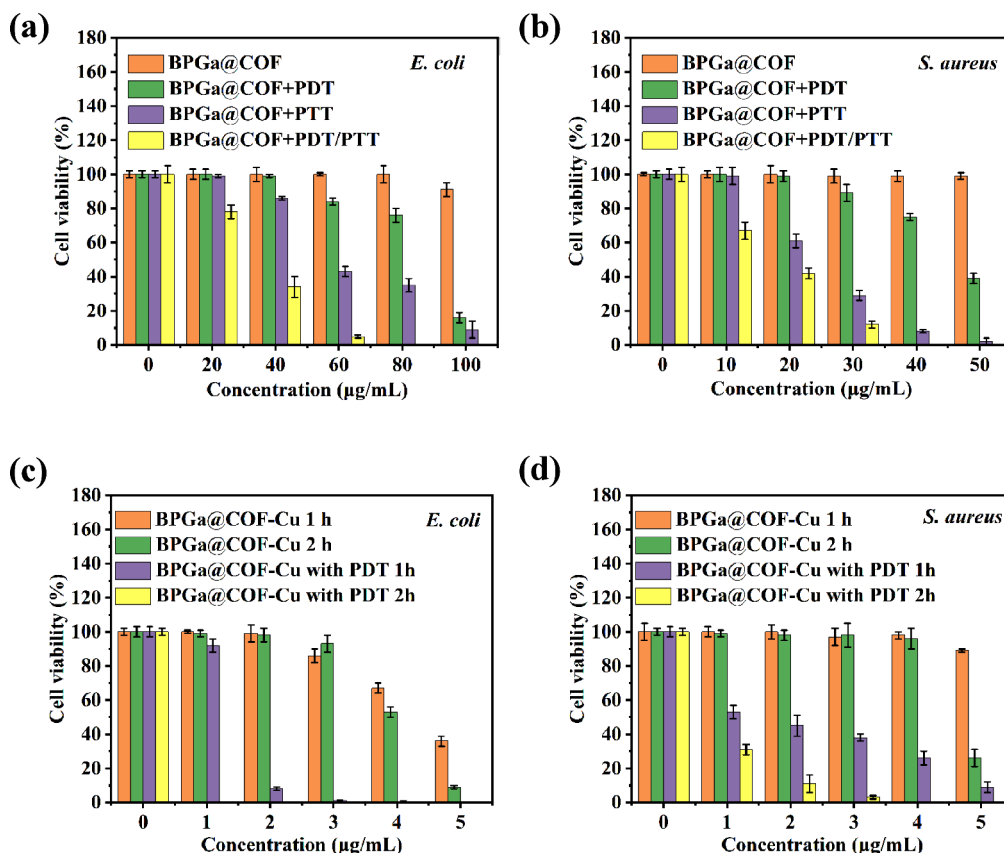 (a)
180
160
140
120
100
80
60
40
20
0
Cell viability (%)
BPGa@COF
BPGa@COF+PDT
BPGa@COF+PTT
BPGa@COF+PDT/PTT
E. coli
0 20 40 60 80 100
Concentration (μg/mL)
(b)
180
160
140
120
100
80
60
40
20
0
Cell viability (%)
BPGa@COF
BPGa@COF+PDT
BPGa@COF+PTT
BPGa@COF+PDT/PTT
S. aureus
0 10 20 30 40 50
Concentration (μg/mL)
(c)
180
160
140
120
100
80
60
40
20
0
Cell viability (%)
BPGa@COF-Cu 1 h
BPGa@COF-Cu 2 h
BPGa@COF-Cu with PDT 1h
BPGa@COF-Cu with PDT 2h
E. coli
0 1 2 3 4 5
Concentration (μg/mL)
(d)
180
160
140
120
100
80
60
40
20
0
Cell viability (%)
BPGa@COF-Cu 1 h
BPGa@COF-Cu 2 h
BPGa@COF-Cu with PDT 1h
BPGa@COF-Cu with PDT 2h
S. aureus
0 1 2 3 4 5
Concentration (μg/mL)